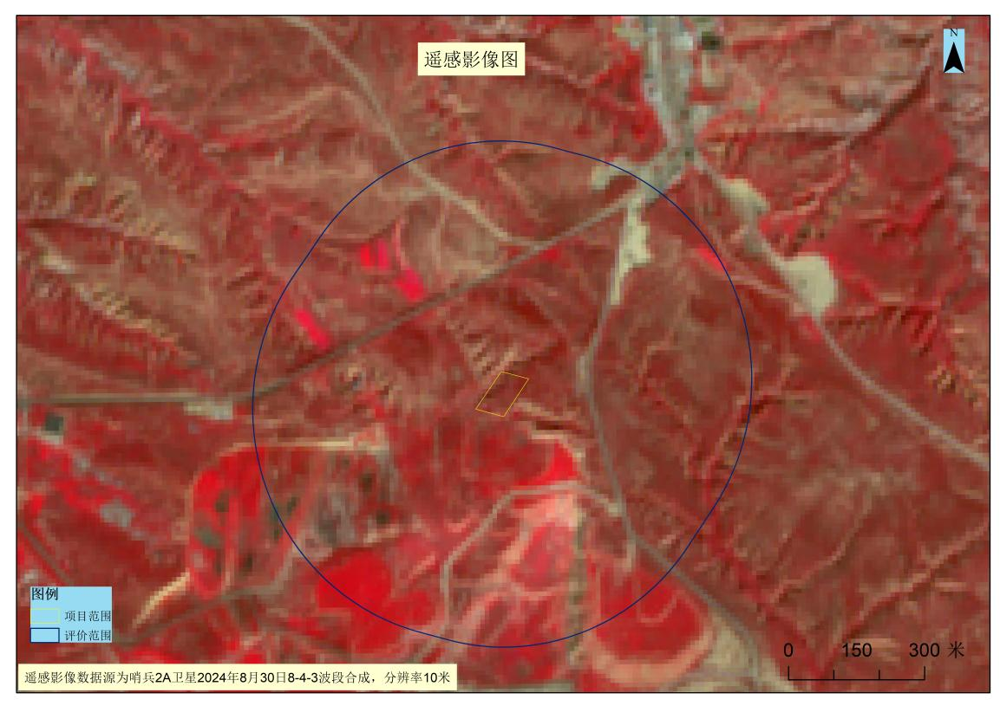 遥感影像图
N
图例
项目范围
评价范围
0 150 300 米
遥感影像数据源为哨兵2A卫星2024年8月30日8-4-3波段合成，分辨率10米